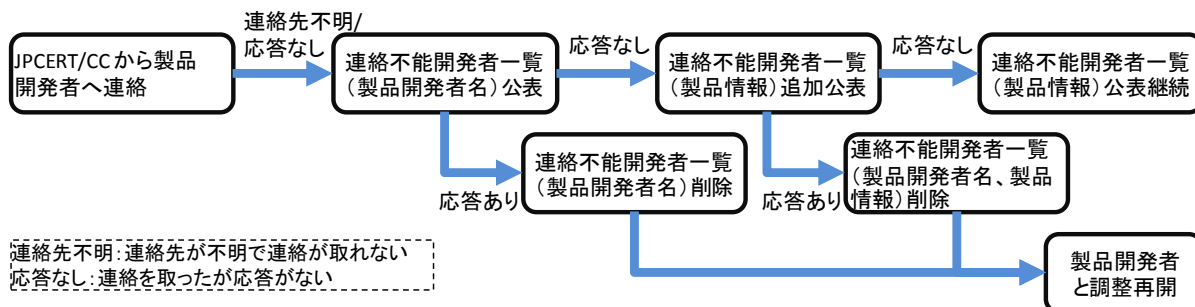 連絡先不明/
応答なし
JPCERT/CCから製品
開発者へ連絡
連絡不能開発者一覧
（製品開発者名）公表
応答なし
連絡不能開発者一覧
（製品情報）追加公表
応答なし
連絡不能開発者一覧
（製品情報）公表継続
応答あり
連絡不能開発者一覧
（製品開発者名）削除
応答あり
連絡不能開発者一覧
（製品開発者名、製品
情報）削除
連絡先不明：連絡先が不明で連絡が取れない
応答なし：連絡を取ったが応答がない
製品開発者
と調整再開